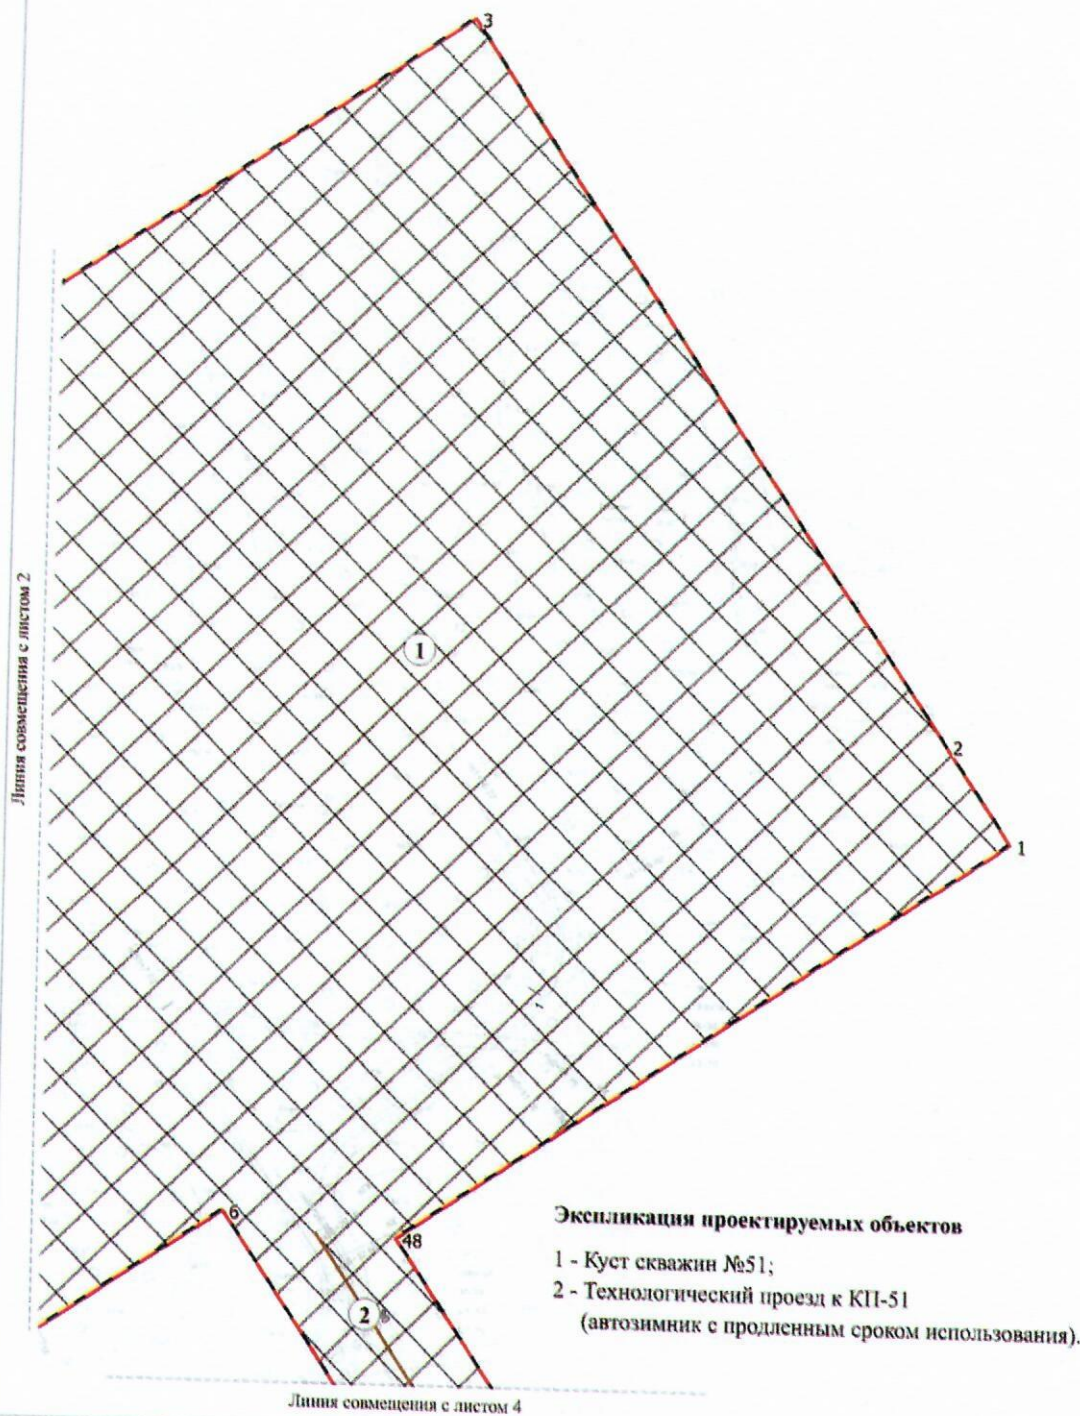 3
Линия совмещения с листом 2
1
2
1
6
48
2
Экспликация проектируемых объектов
1 - Куст скважин №51;
2 - Технологический проезд к КП-51
(автозимник с продленным сроком использования).
Линия совмещения с листом 4